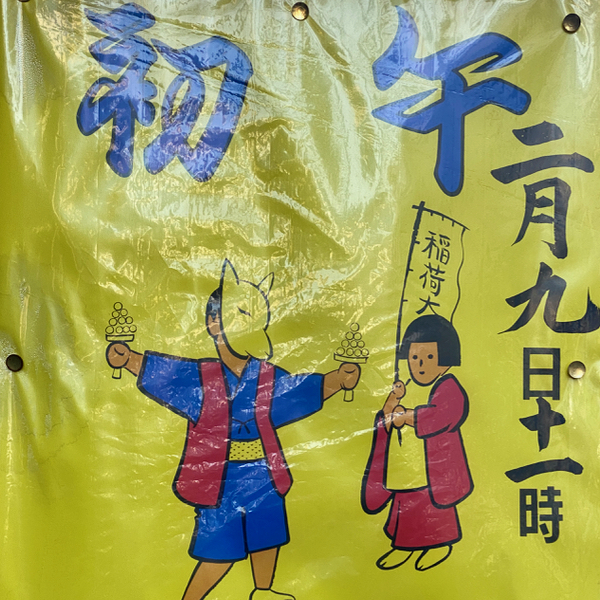 初午
二月九日十一時
稲荷大